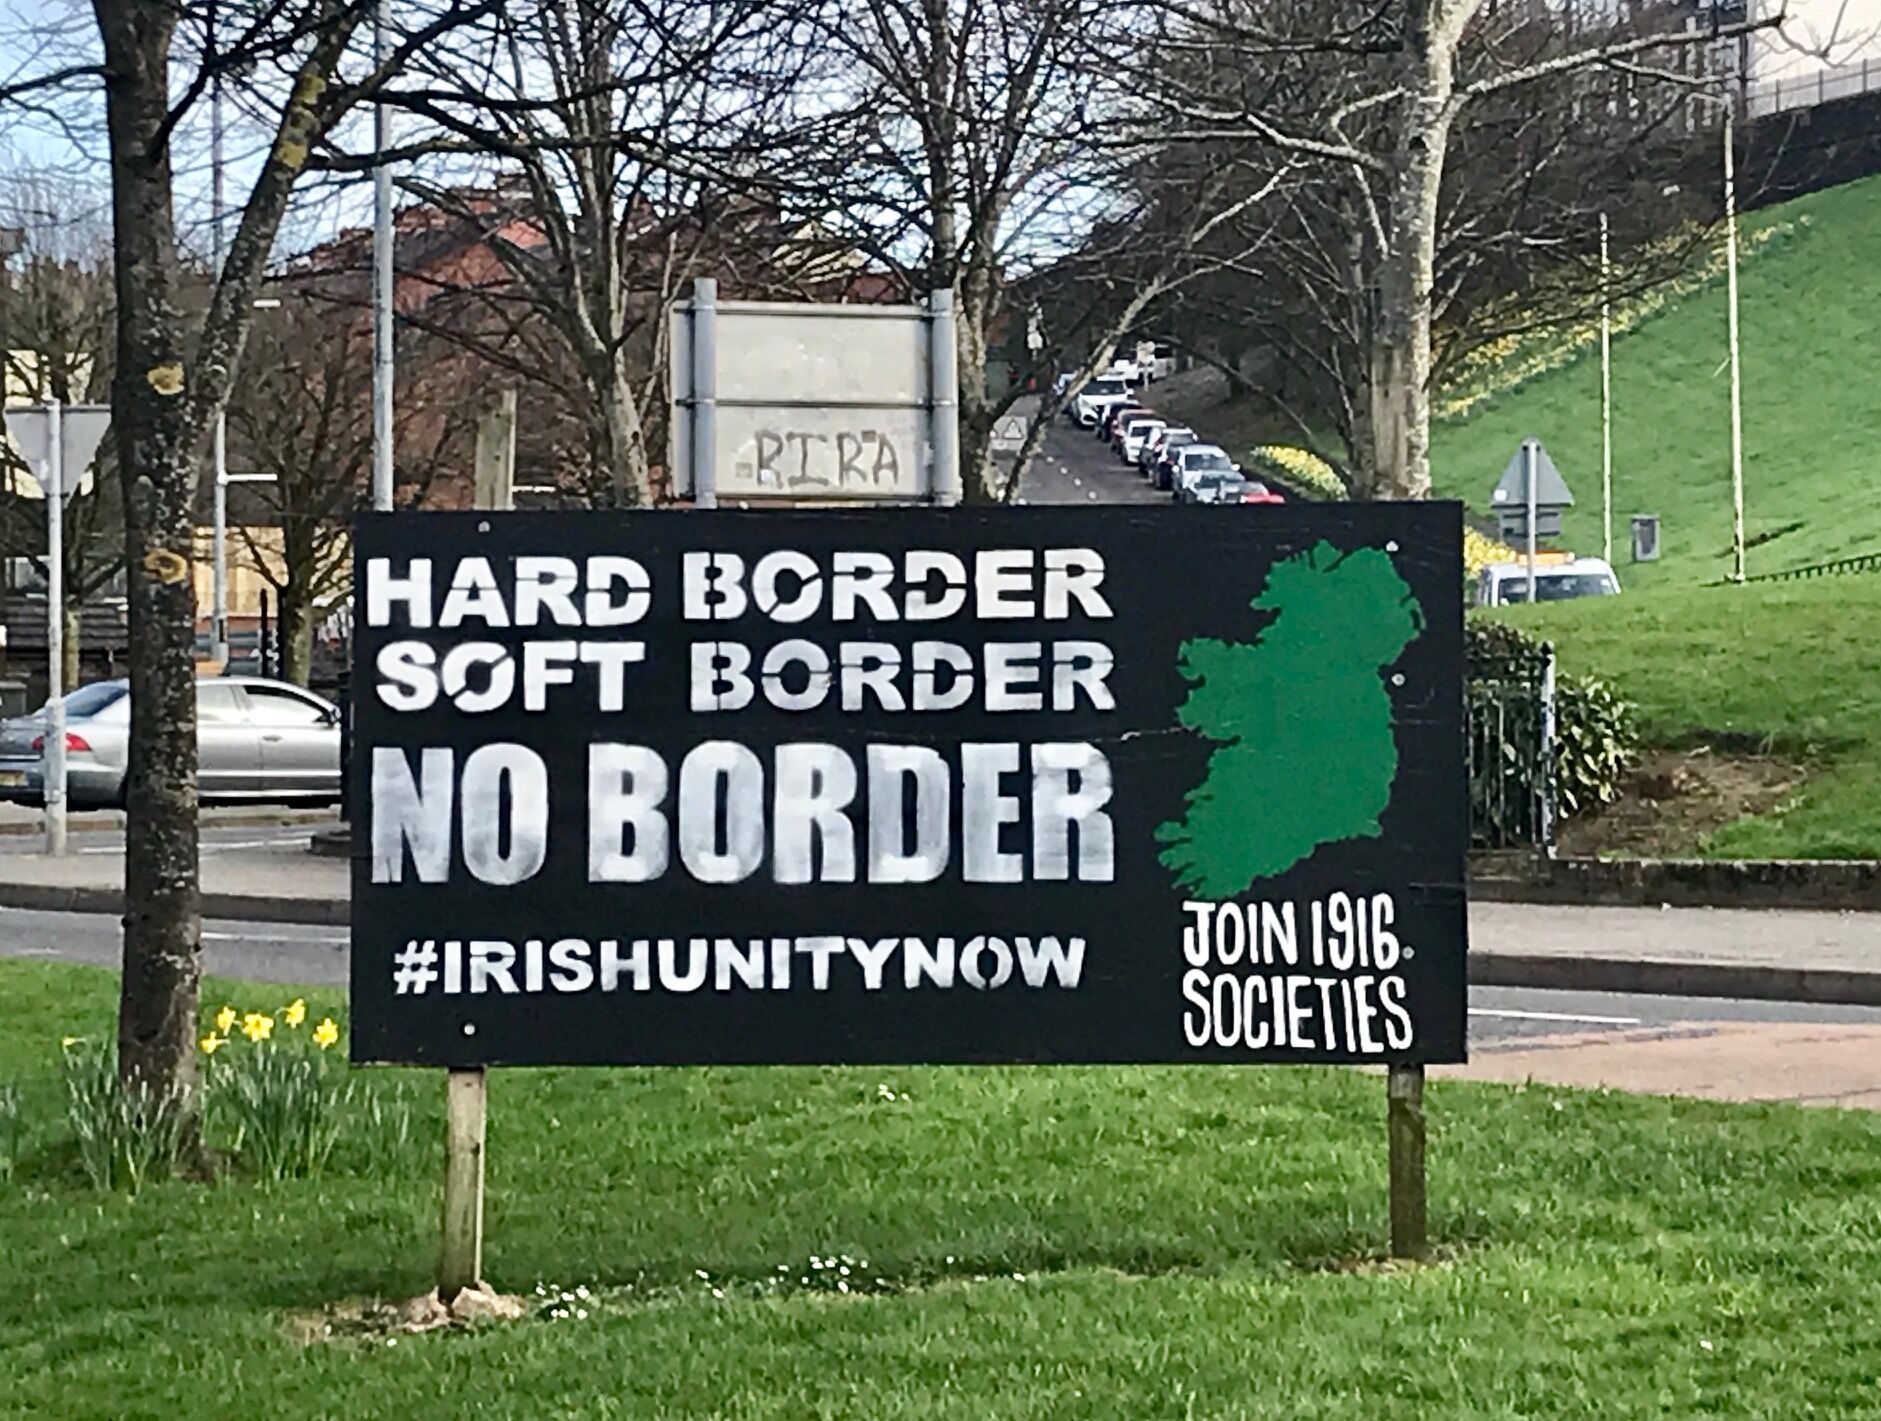 RIRA
HARD BORDER
SOFT BORDER
NO BORDER
#IRISHUNITYNOW
JOIN 1916
SOCIETIES